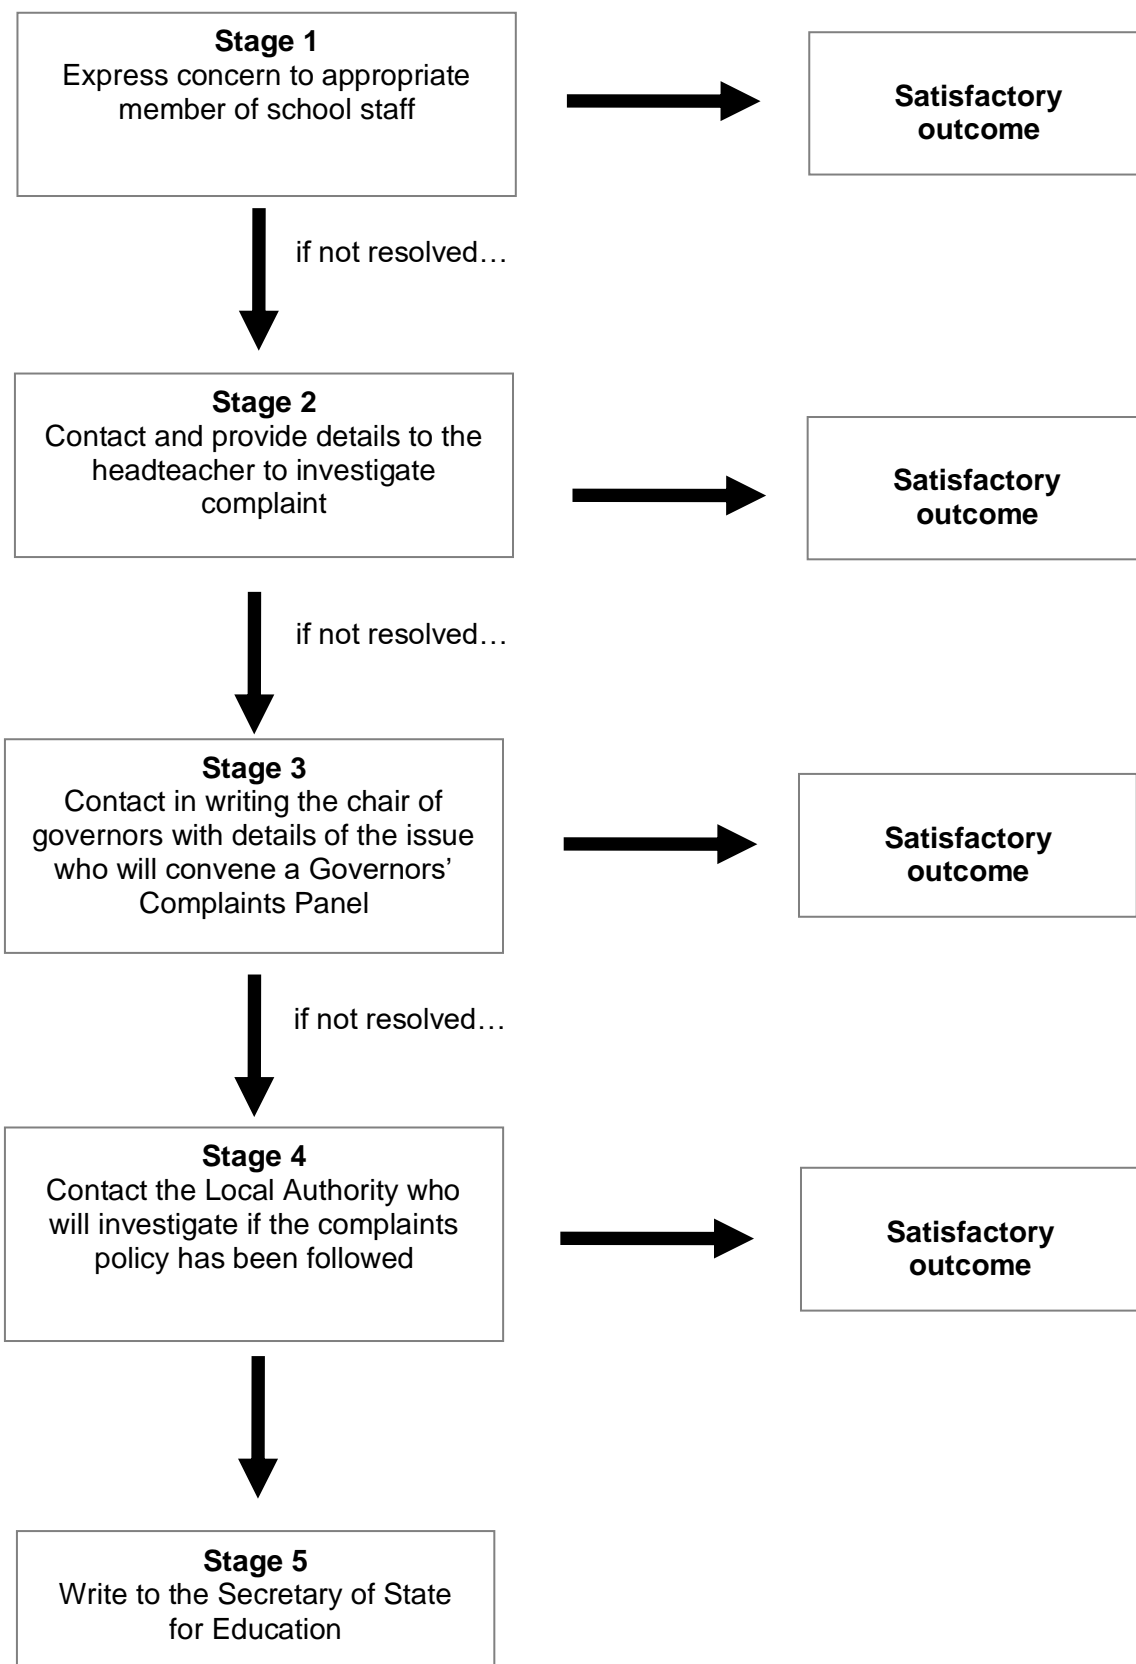 Stage 1
Express concern to appropriate
member of school staff
Satisfactory
outcome
if not resolved…
Stage 2
Contact and provide details to the
headteacher to investigate
complaint
Satisfactory
outcome
if not resolved…
Stage 3
Contact in writing the chair of
governors with details of the issue
who will convene a Governors’
Complaints Panel
Satisfactory
outcome
if not resolved…
Stage 4
Contact the Local Authority who
will investigate if the complaints
policy has been followed
Satisfactory
outcome
Stage 5
Write to the Secretary of State
for Education